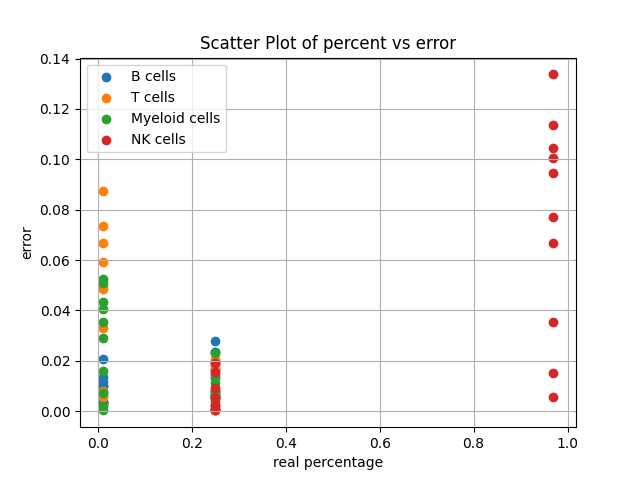 Scatter Plot of percent vs error
0.14
0.12
0.10
0.08
0.06
0.04
0.02
0.00
error
B cells
T cells
Myeloid cells
NK cells
0.0 0.2 0.4 0.6 0.8 1.0
real percentage